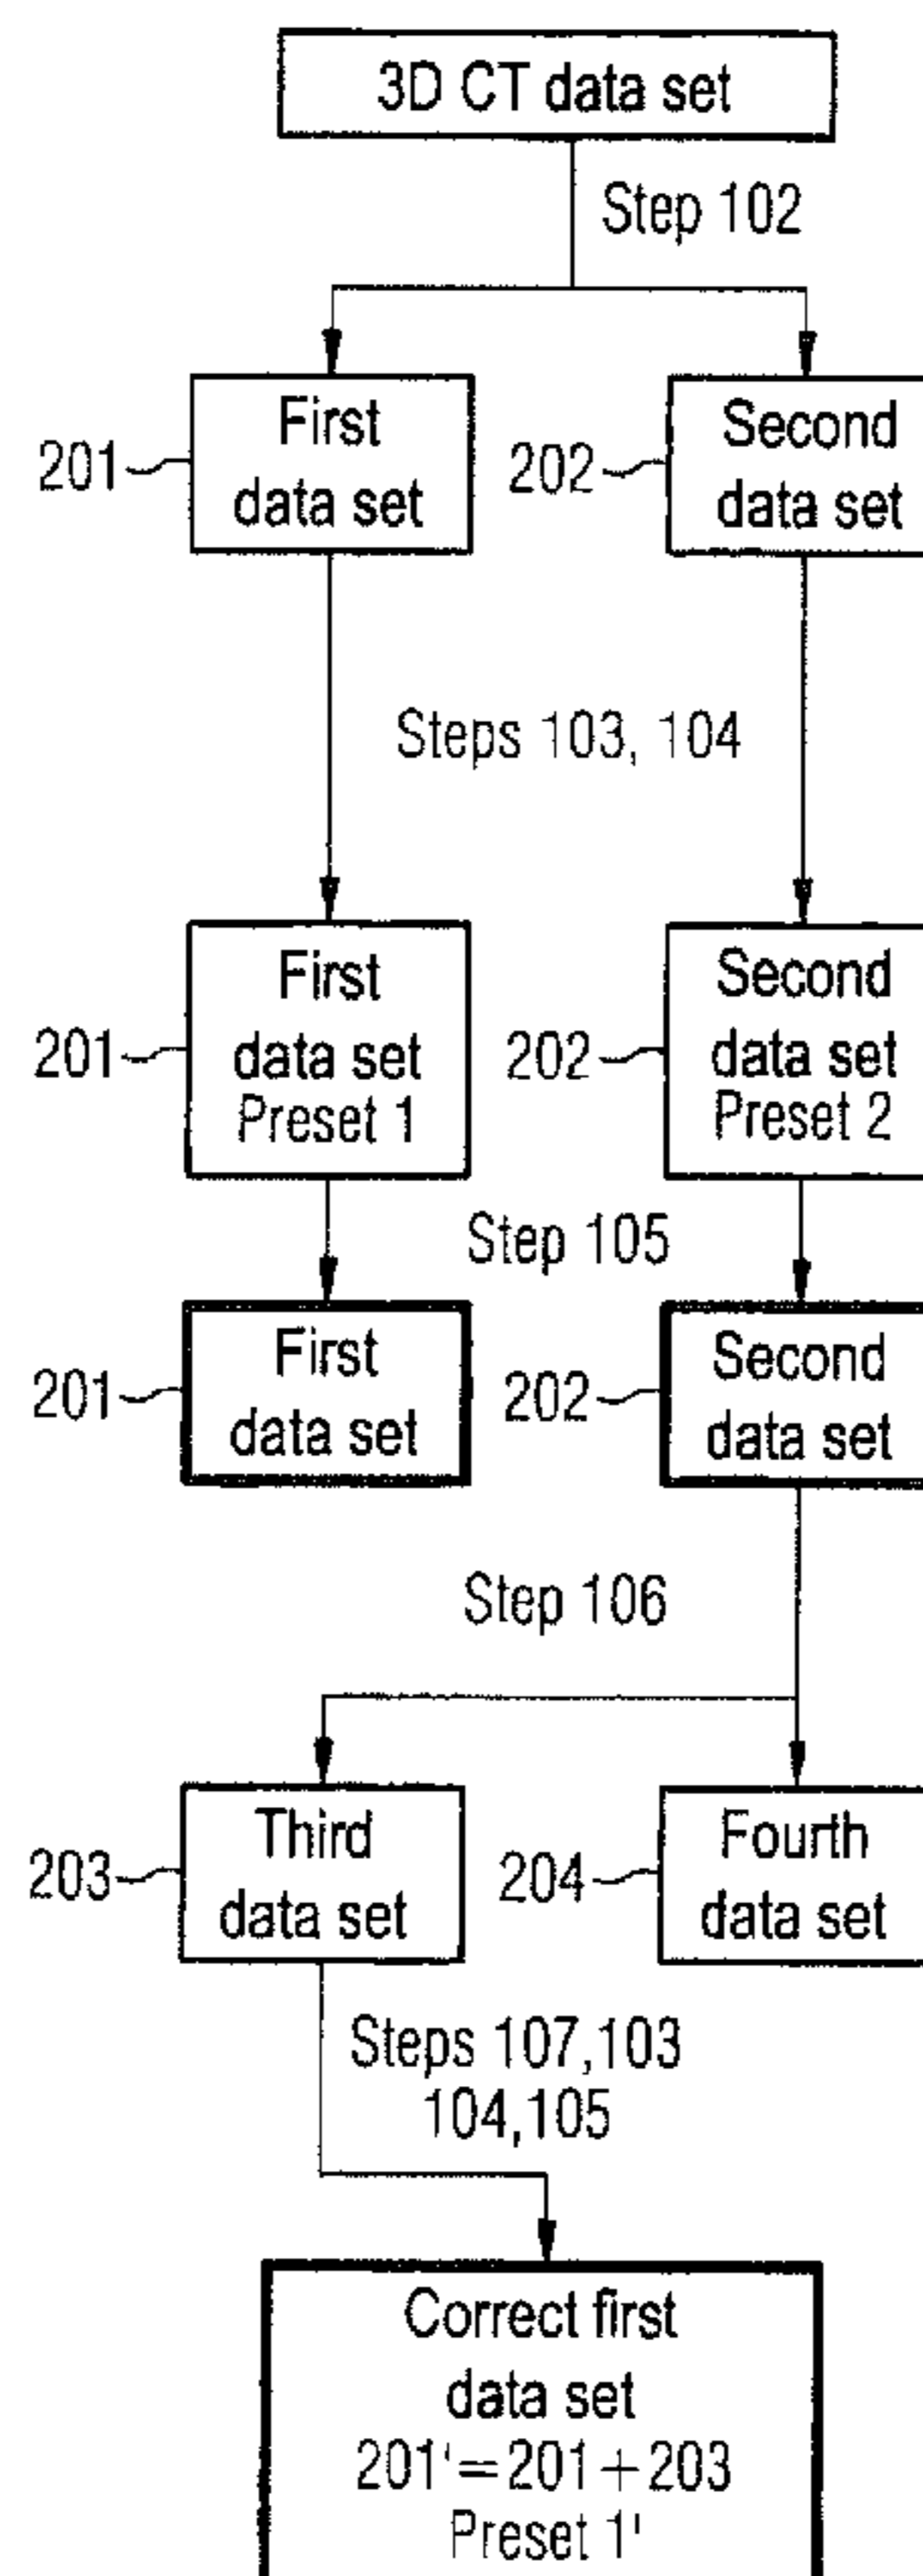 3D CT data set
Step 102
First
data set
201
Second
data set
202
Steps 103, 104
First
data set
Preset 1
201
Second
data set
Preset 2
202
Step 105
First
data set
201
Second
data set
202
Step 106
Third
data set
203
Fourth
data set
204
Steps 107,103
104,105
Correct first
data set
201'=201+203
Preset 1'